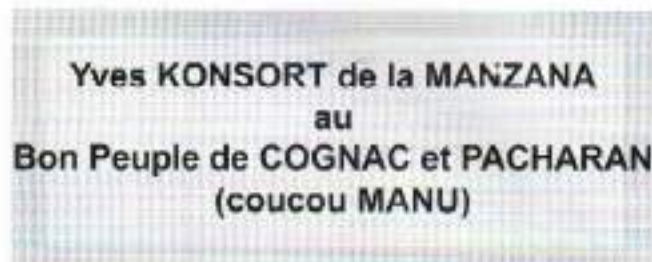 Yves KONSORT de la MANZANA
au
Bon Peuple de COGNAC et PACHARAN
(coucou MANU)